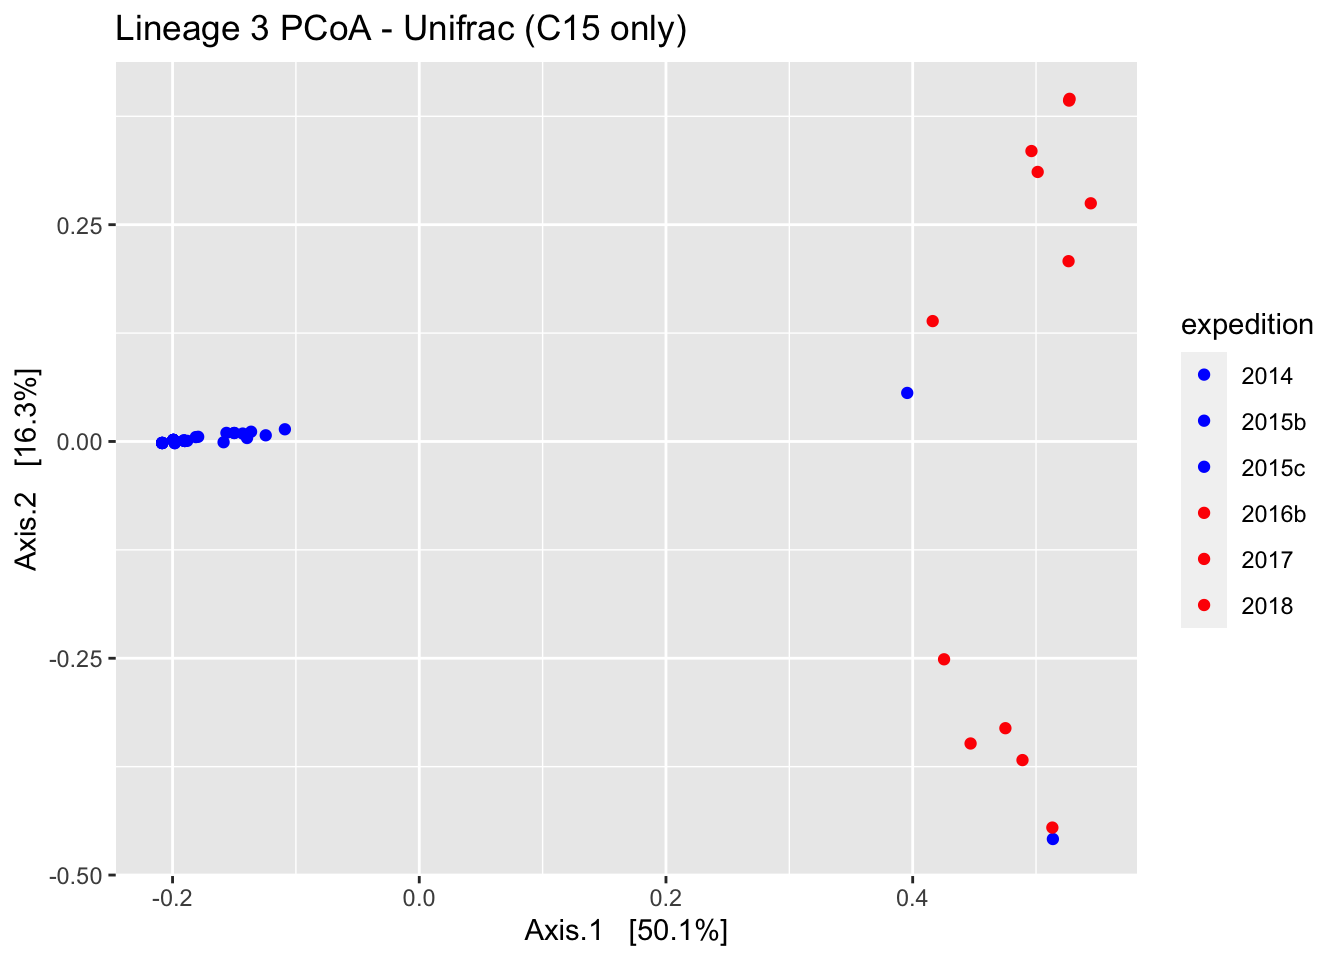 Lineage 3 PCoA - Unifrac (C15 only)
Axis.2 [16.3%]
0.25
0.00
-0.25
-0.50
-0.2
0.0
0.2
0.4
Axis.1 [50.1%]
expedition
2014
2015b
2015c
2016b
2017
2018